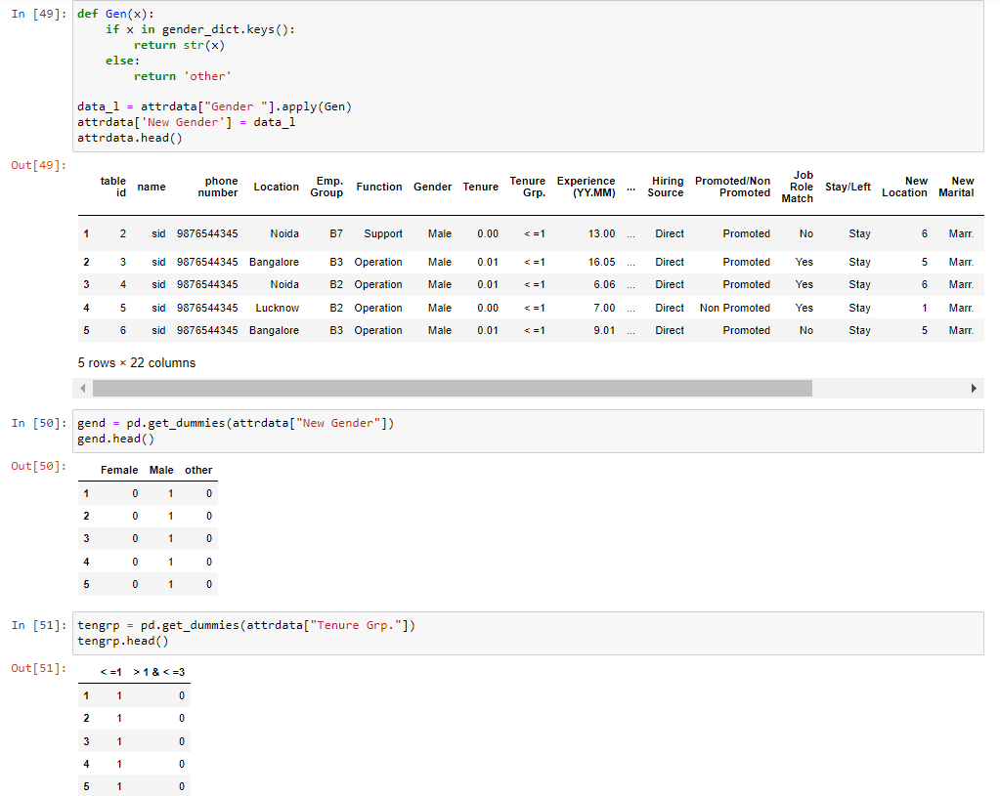 In [49]: def Gen(x):
    if x in gender_dict.keys():
        return str(x)
    else:
        return 'other'

data_l = attrdata["Gender "].apply(Gen)
attrdata['New Gender'] = data_l
attrdata.head()
Out[49]:
table id name phone number Location Emp. Group Function Gender Tenure Tenure Grp. Experience (YY.MM) ... Hiring Source Promoted/Non Promoted Job Role Match Stay/Left New Location New Marital
1 2 sid 9876544345 Noida B7 Support Male 0.00 < =1 13.00 ... Direct Promoted No Stay 6 Marr.
2 3 sid 9876544345 Bangalore B3 Operation Male 0.01 < =1 16.05 ... Direct Promoted Yes Stay 5 Marr.
3 4 sid 9876544345 Noida B2 Operation Male 0.01 < =1 6.06 ... Direct Promoted Yes Stay 6 Marr.
4 5 sid 9876544345 Lucknow B2 Operation Male 0.00 < =1 7.00 ... Direct Non Promoted Yes Stay 1 Marr.
5 6 sid 9876544345 Bangalore B3 Operation Male 0.01 < =1 9.01 ... Direct Promoted No Stay 5 Marr.
5 rows × 22 columns
In [50]: gend = pd.get_dummies(attrdata["New Gender"])
gend.head()
Out[50]:
Female Male other
1 0 1 0
2 0 1 0
3 0 1 0
4 0 1 0
5 0 1 0
In [51]: tengrp = pd.get_dummies(attrdata["Tenure Grp."])
tengrp.head()
Out[51]:
< =1 > 1 & < =3
1 1 0
2 1 0
3 1 0
4 1 0
5 1 0